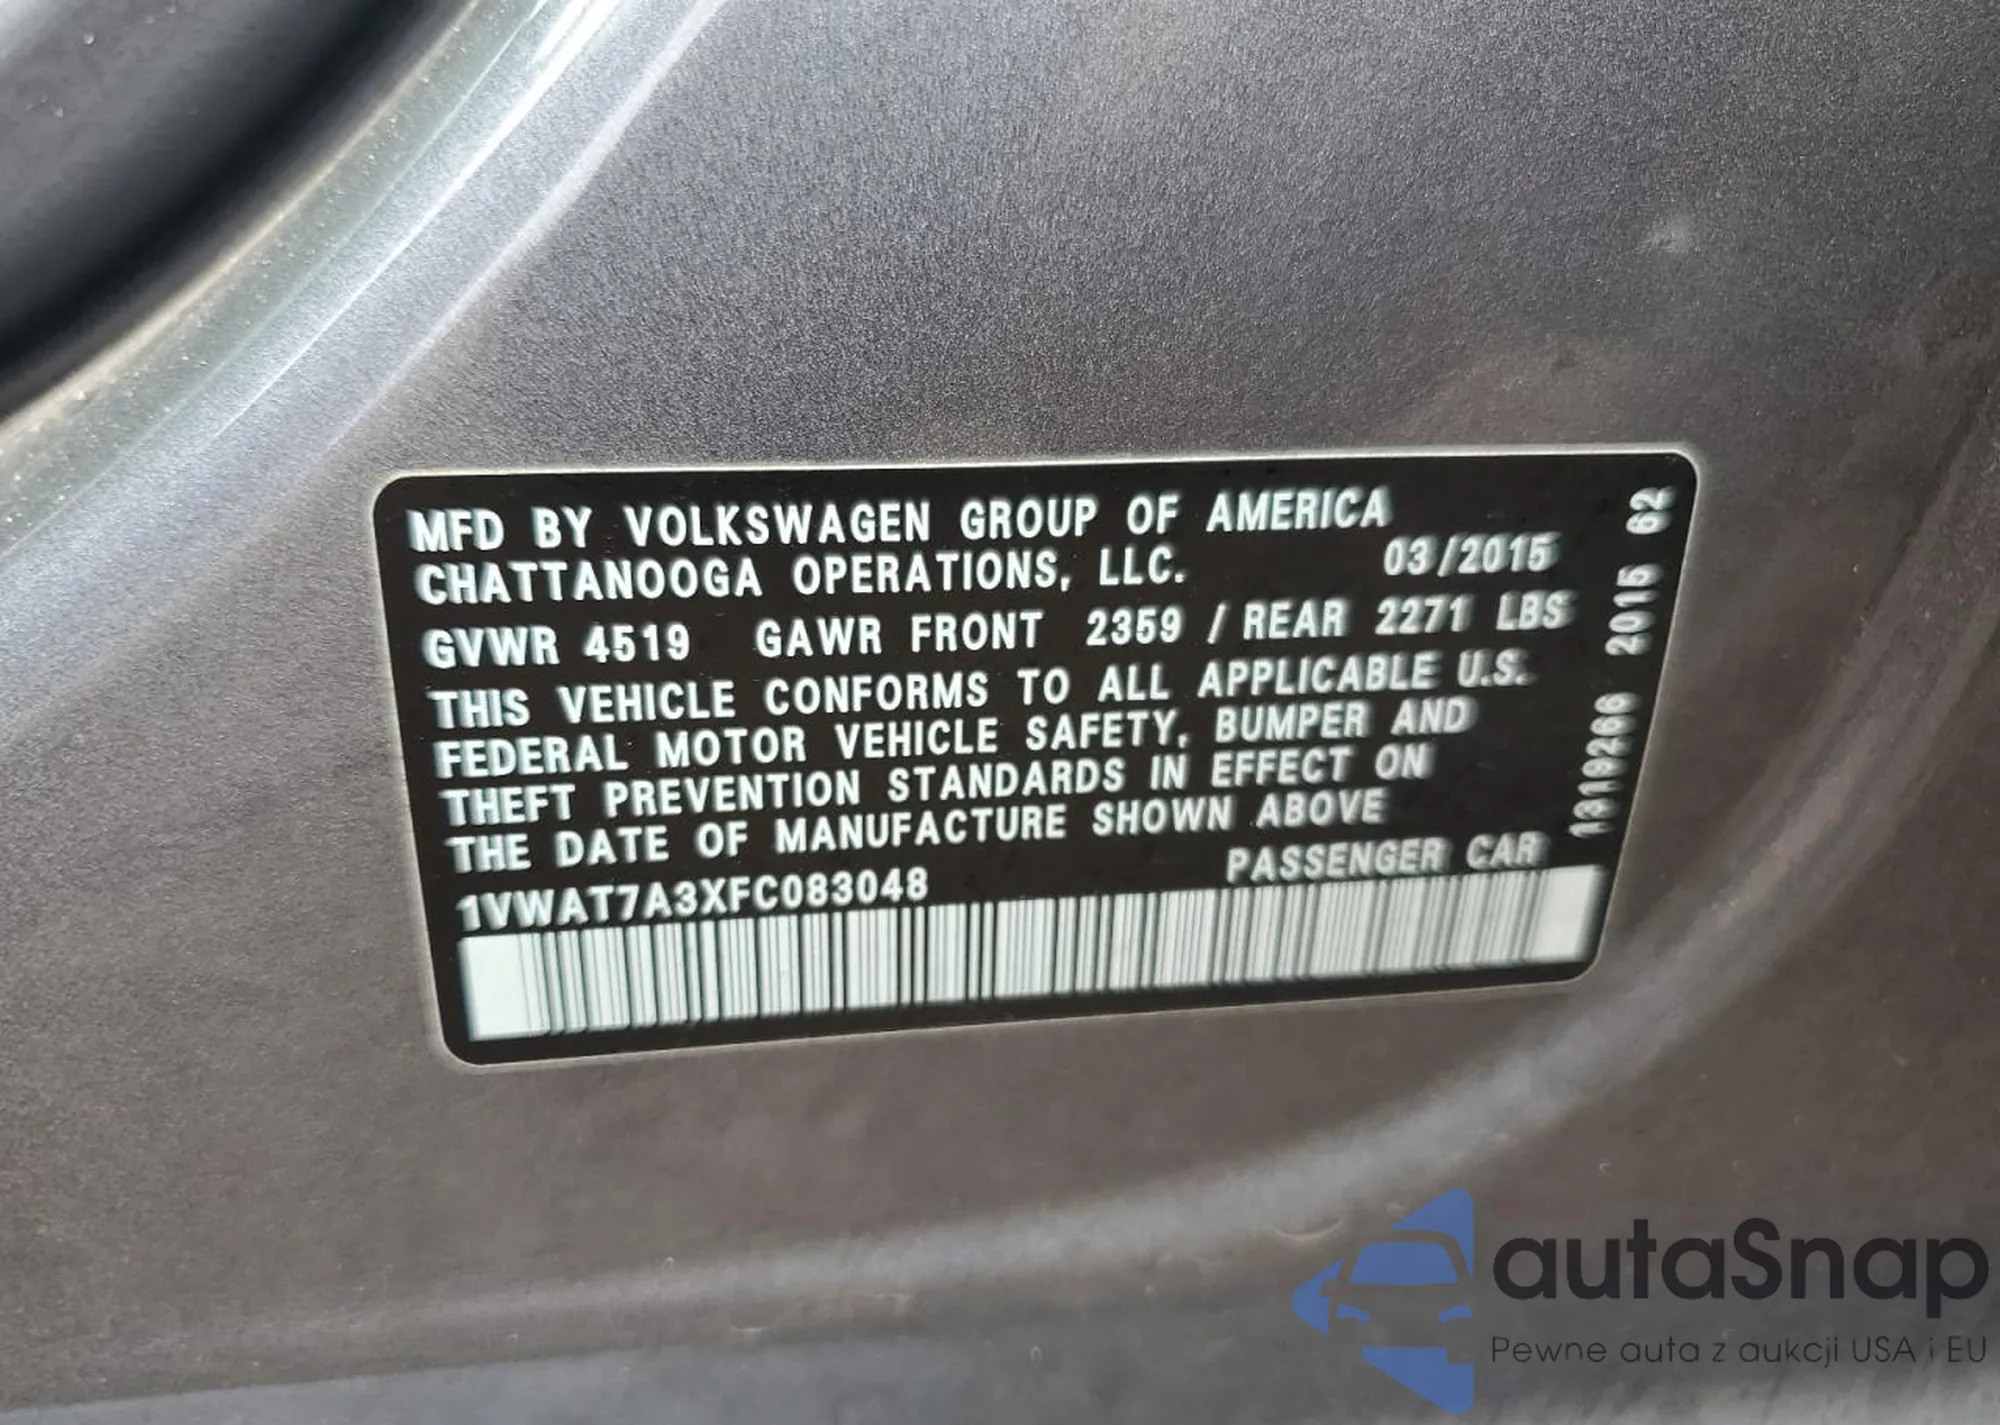 MFD BY VOLKSWAGEN GROUP OF AMERICA
CHATTANOOGA OPERATIONS, LLC. 03/2015
GVWR 4519 GAWR FRONT 2359 / REAR 2271 LBS
THIS VEHICLE CONFORMS TO ALL APPLICABLE U.S.
FEDERAL MOTOR VEHICLE SAFETY, BUMPER AND
THEFT PREVENTION STANDARDS IN EFFECT ON
THE DATE OF MANUFACTURE SHOWN ABOVE
1VWAT7A3XFC083048 PASSENGER CAR
1319266 2015 62
autaSnap
Pewne auta z aukcji USA i EU